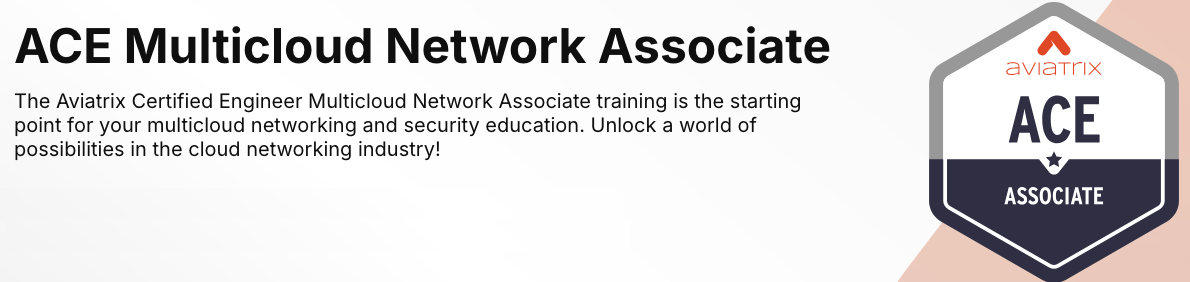 ACE Multicloud Network Associate
The Aviatrix Certified Engineer Multicloud Network Associate training is the starting
point for your multicloud networking and security education. Unlock a world of
possibilities in the cloud networking industry!
aviatrix
ACE
ASSOCIATE